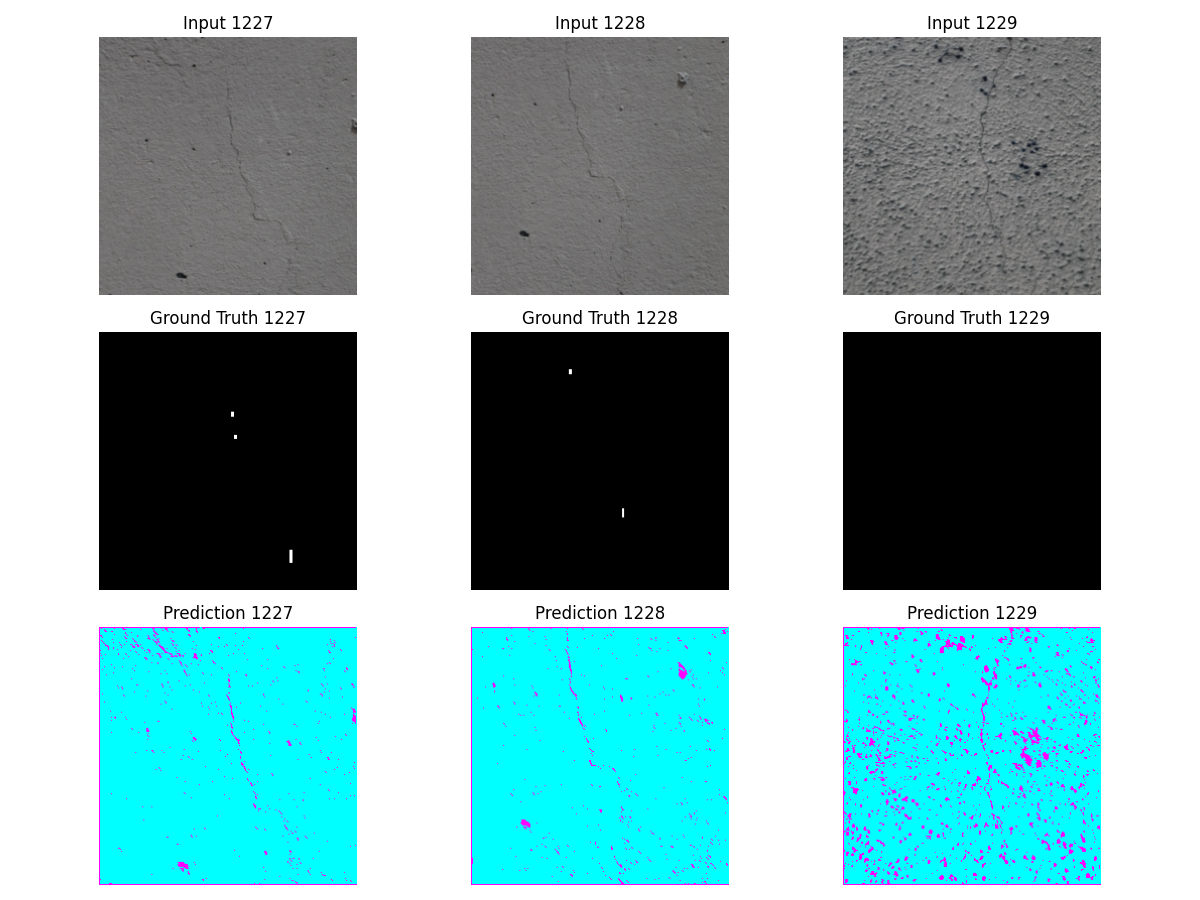 Input 1227
Input 1228
Input 1229
Ground Truth 1227
Ground Truth 1228
Ground Truth 1229
Prediction 1227
Prediction 1228
Prediction 1229